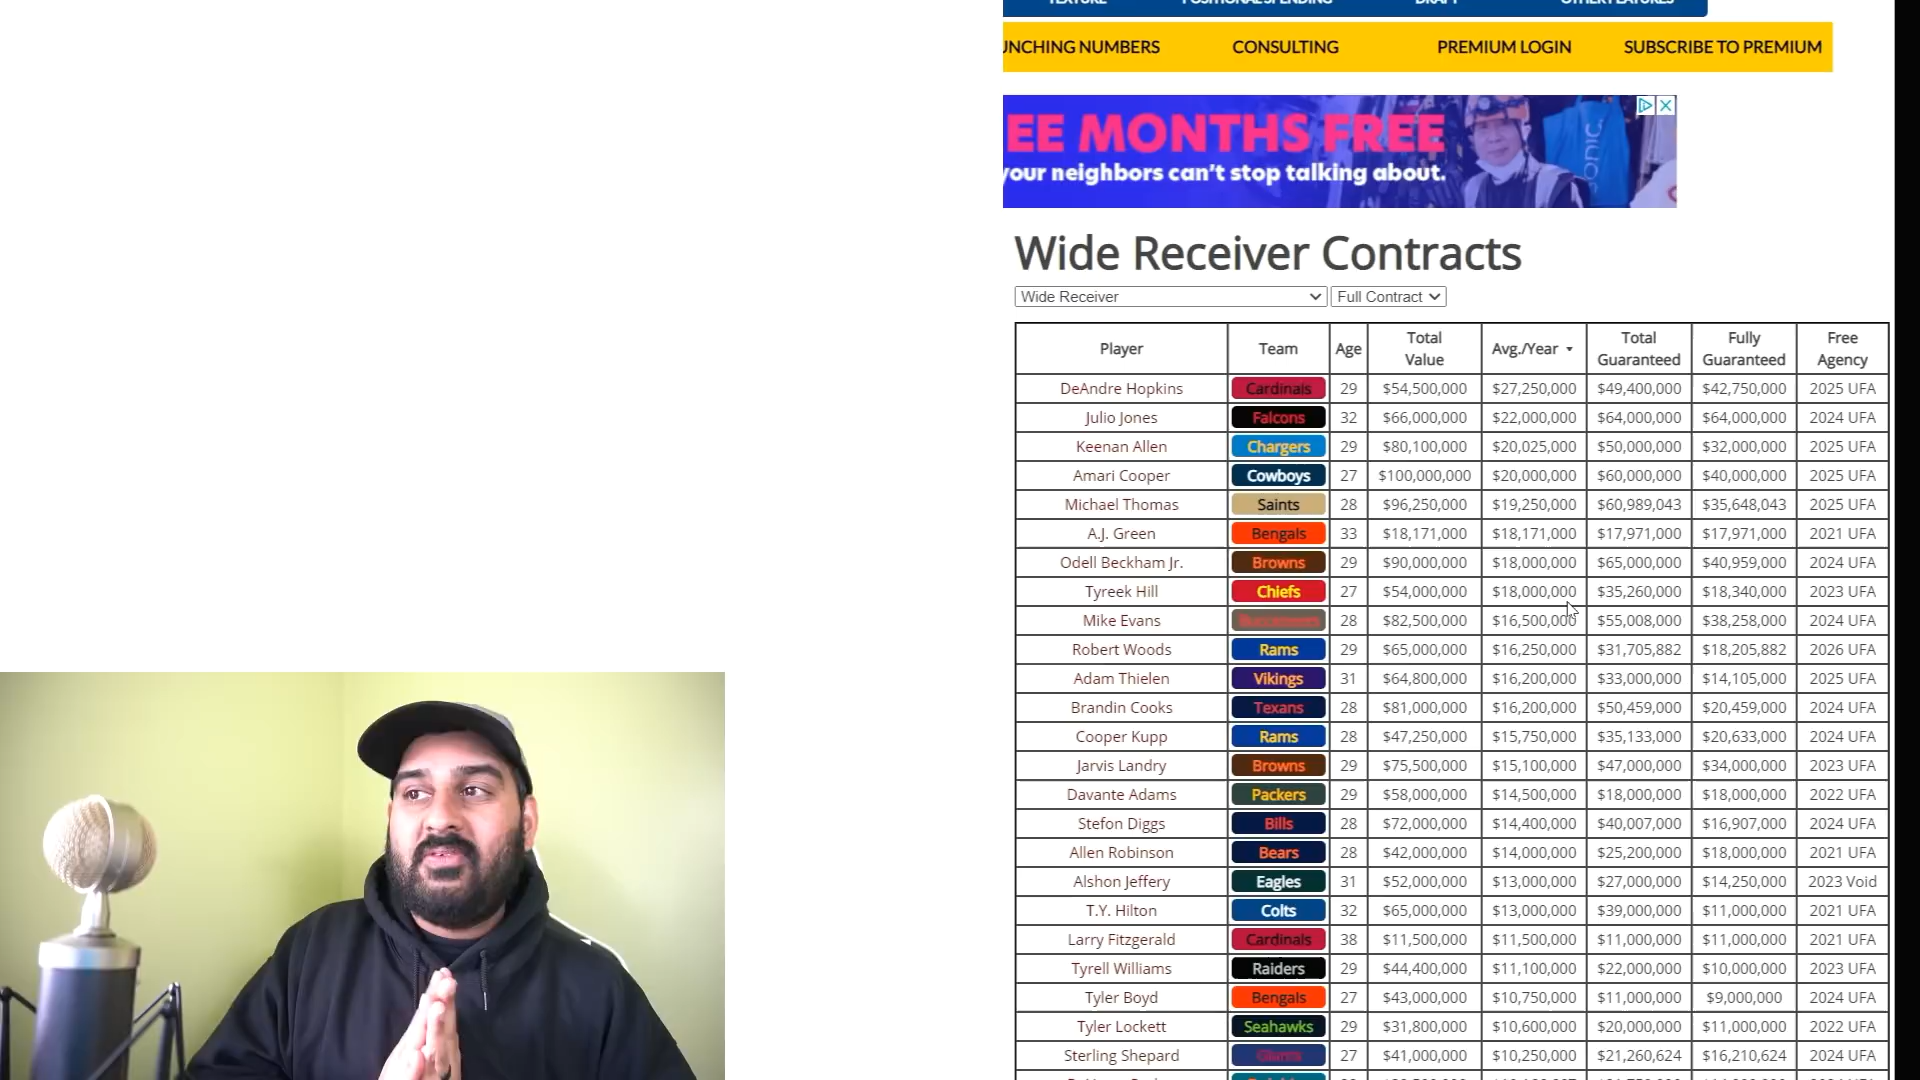 FEATURE POSITIONAL SPENDING DRAFT OTHER FEATURES
UNCHING NUMBERS CONSULTING PREMIUM LOGIN SUBSCRIBE TO PREMIUM
EE MONTHS FREE
your neighbors can't stop talking about.
SONIC
Wide Receiver Contracts
Wide Receiver Full Contract
Player Team Age Total Value Avg./Year Total Guaranteed Fully Guaranteed Free Agency
DeAndre Hopkins Cardinals 29 $54,500,000 $27,250,000 $49,400,000 $42,750,000 2025 UFA
Julio Jones Falcons 32 $66,000,000 $22,000,000 $64,000,000 $64,000,000 2024 UFA
Keenan Allen Chargers 29 $80,100,000 $20,025,000 $50,000,000 $32,000,000 2025 UFA
Amari Cooper Cowboys 27 $100,000,000 $20,000,000 $60,000,000 $40,000,000 2025 UFA
Michael Thomas Saints 28 $96,250,000 $19,250,000 $60,989,043 $35,648,043 2025 UFA
A.J. Green Bengals 33 $18,171,000 $18,171,000 $17,971,000 $17,971,000 2021 UFA
Odell Beckham Jr. Browns 29 $90,000,000 $18,000,000 $65,000,000 $40,959,000 2024 UFA
Tyreek Hill Chiefs 27 $54,000,000 $18,000,000 $35,260,000 $18,340,000 2023 UFA
Mike Evans Buccaneers 28 $82,500,000 $16,500,000 $55,008,000 $38,258,000 2024 UFA
Robert Woods Rams 29 $65,000,000 $16,250,000 $31,705,882 $18,205,882 2026 UFA
Adam Thielen Vikings 31 $64,800,000 $16,200,000 $33,000,000 $14,105,000 2025 UFA
Brandin Cooks Texans 28 $81,000,000 $16,200,000 $50,459,000 $20,459,000 2024 UFA
Cooper Kupp Rams 28 $47,250,000 $15,750,000 $35,133,000 $20,633,000 2024 UFA
Jarvis Landry Browns 29 $75,500,000 $15,100,000 $47,000,000 $34,000,000 2023 UFA
Davante Adams Packers 29 $58,000,000 $14,500,000 $18,000,000 $18,000,000 2022 UFA
Stefon Diggs Bills 28 $72,000,000 $14,400,000 $40,007,000 $16,907,000 2024 UFA
Allen Robinson Bears 28 $42,000,000 $14,000,000 $25,200,000 $18,000,000 2021 UFA
Alshon Jeffery Eagles 31 $52,000,000 $13,000,000 $27,000,000 $14,250,000 2023 Void
T.Y. Hilton Colts 32 $65,000,000 $13,000,000 $39,000,000 $11,000,000 2021 UFA
Larry Fitzgerald Cardinals 38 $11,500,000 $11,500,000 $11,000,000 $11,000,000 2021 UFA
Tyrell Williams Raiders 29 $44,400,000 $11,100,000 $22,000,000 $10,000,000 2023 UFA
Tyler Boyd Bengals 27 $43,000,000 $10,750,000 $11,000,000 $9,000,000 2024 UFA
Tyler Lockett Seahawks 29 $31,800,000 $10,600,000 $20,000,000 $11,000,000 2022 UFA
Sterling Shepard Giants 27 $41,000,000 $10,250,000 $21,260,624 $16,210,624 2024 UFA